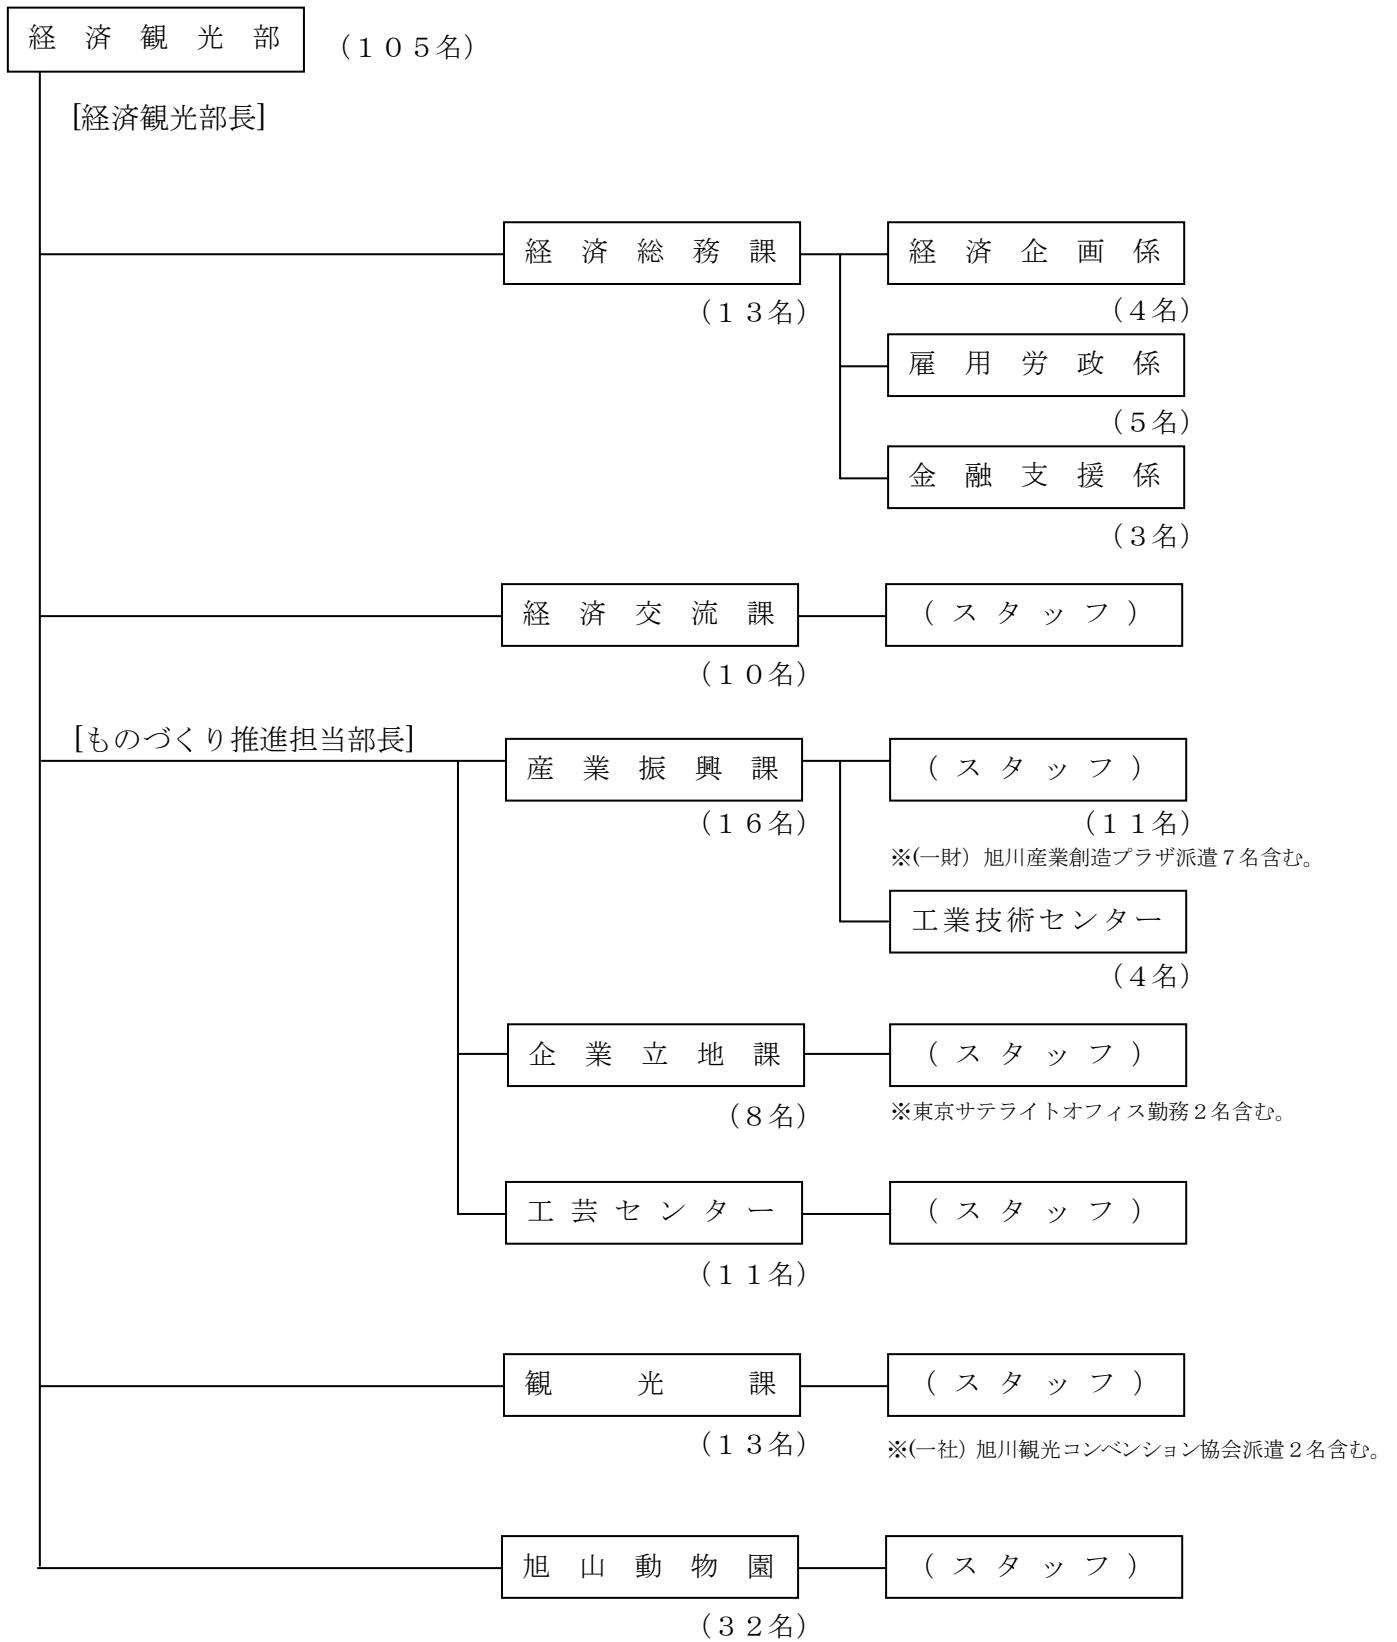 経済観光部 （１０５名）
[経済観光部長]
経済総務課 経済企画係
（１３名） （４名）
雇用労政係
（５名）
金融支援係
（３名）
経済交流課 （スタッフ）
（１０名）
[ものづくり推進担当部長]
産業振興課 （スタッフ）
（１６名） （１１名）
※(一財）旭川産業創造プラザ派遣７名含む。
工業技術センター
（４名）
企業立地課 （スタッフ）
（８名） ※東京サテライトオフィス勤務２名含む。
工芸センター （スタッフ）
（１１名）
観光課 （スタッフ）
（１３名） ※(一社）旭川観光コンベンション協会派遣２名含む。
旭山動物園 （スタッフ）
（３２名）